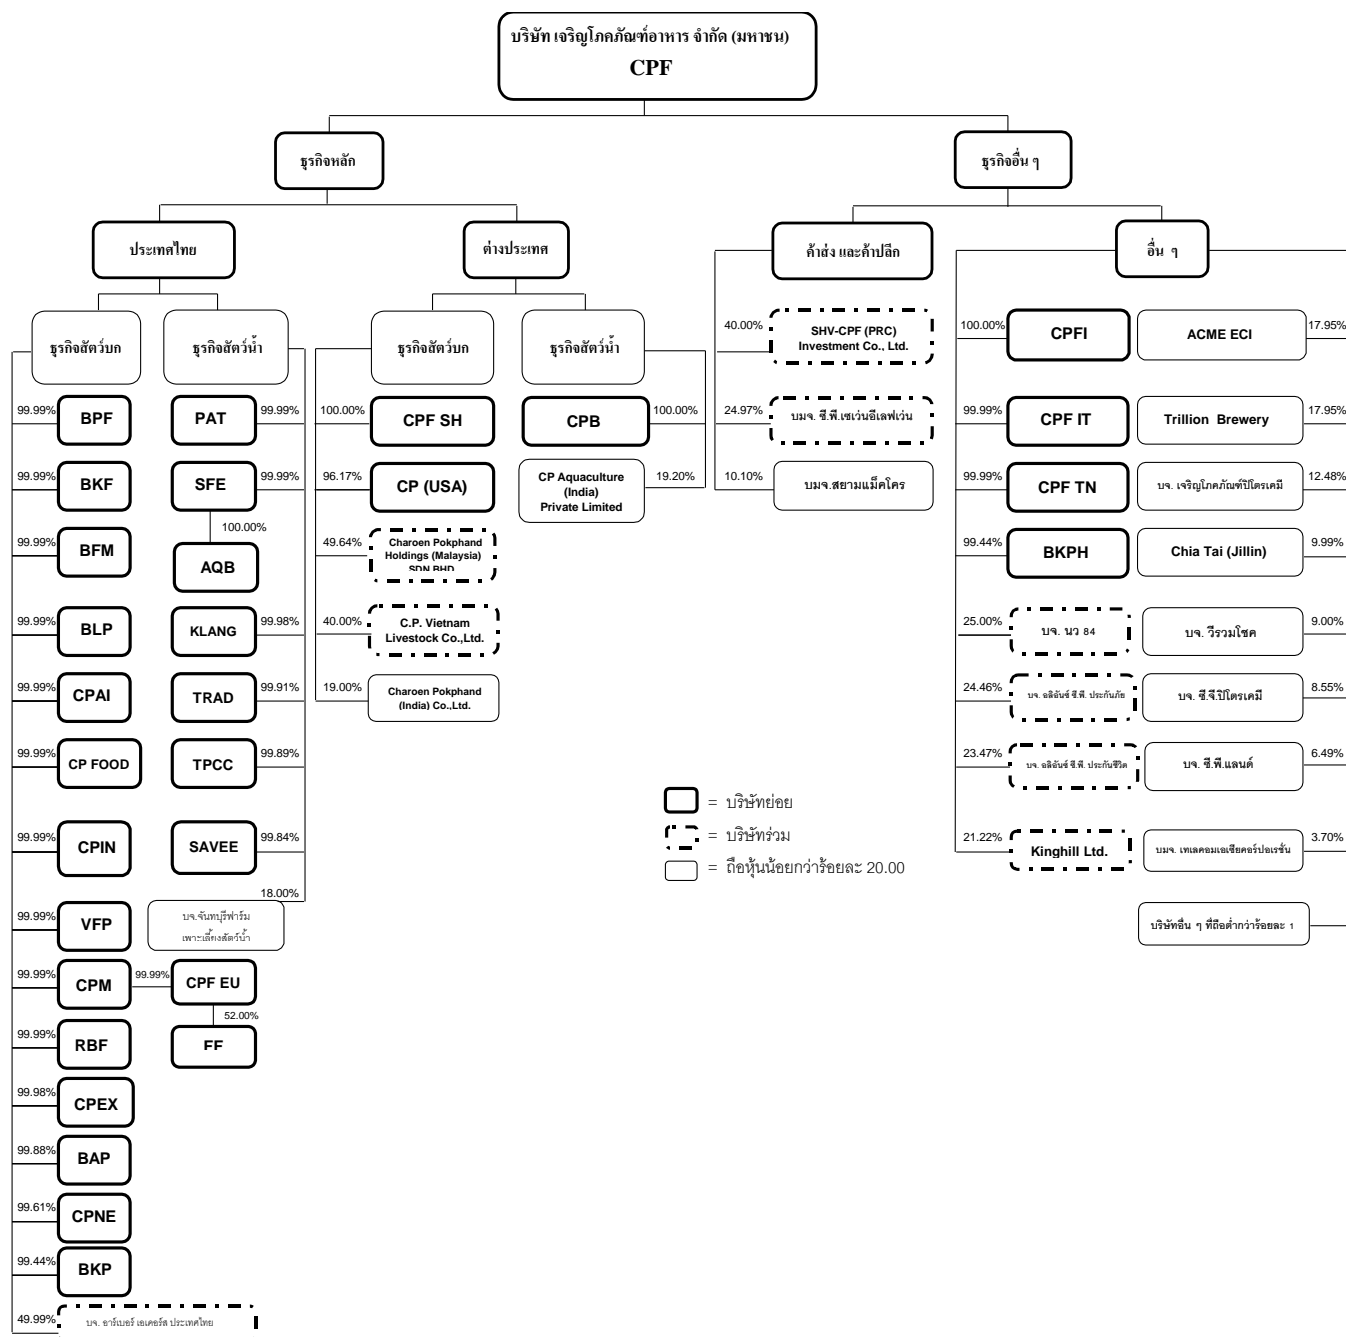 บริษัท เจริญโภคภัณฑ์อาหาร จำกัด (มหาชน)
CPF
ธุรกิจหลัก
ธุรกิจอื่น ๆ
ประเทศไทย
ต่างประเทศ
ค้าส่ง และค้าปลีก
อื่น ๆ
ธุรกิจสัตว์บก
ธุรกิจสัตว์น้ำ
ธุรกิจสัตว์บก
ธุรกิจสัตว์น้ำ
99.99%
BPF
99.99%
BKF
99.99%
BFM
99.99%
BLP
99.99%
CPAI
99.99%
CP FOOD
99.99%
CPIN
99.99%
VFP
99.99%
CPM
99.99%
RBF
99.98%
CPEX
99.88%
BAP
99.61%
CPNE
99.44%
BKP
49.99%
บจ. อาร์เบอร์ เอเคอร์ส ประเทศไทย
PAT
99.99%
SFE
99.99%
100.00%
AQB
KLANG
99.98%
TRAD
99.91%
TPCC
99.89%
SAVEE
99.84%
18.00%
บจ.จันทบุรีฟาร์ม
เพาะเลี้ยงสัตว์น้ำ
99.99%
CPF EU
52.00%
FF
100.00%
CPF SH
96.17%
CP (USA)
49.64%
Charoen Pokphand
Holdings (Malaysia)
SDN.BHD.
40.00%
C.P. Vietnam
Livestock Co.,Ltd.
19.00%
Charoen Pokphand
(India) Co.,Ltd.
CPB
100.00%
CP Aquaculture
(India)
Private Limited
19.20%
40.00%
SHV-CPF (PRC)
Investment Co., Ltd.
24.97%
บมจ. ซี.พี.เซเว่นอีเลฟเว่น
10.10%
บมจ.สยามแม็คโคร
100.00%
CPFI
99.99%
CPF IT
99.99%
CPF TN
99.44%
BKPH
25.00%
บจ. นว 84
24.46%
บจ. อลิอันซ์ ซี.พี. ประกันภัย
23.47%
บจ. อลิอันซ์ ซี.พี. ประกันชีวิต
21.22%
Kinghill Ltd.
ACME ECI
17.95%
Trillion Brewery
17.95%
บจ. เจริญโภคภัณฑ์ปิโตรเคมี
12.48%
Chia Tai (Jillin)
9.99%
บจ. วีรวมโชค
9.00%
บจ. ซี.จี.ปิโตรเคมี
8.55%
บจ. ซี.พี.แลนด์
6.49%
บมจ. เทเลคอมเอเชียคอร์ปอเรชั่น
3.70%
บริษัทอื่น ๆ ที่ถือต่ำกว่าร้อยละ 1
= บริษัทย่อย
= บริษัทร่วม
= ถือหุ้นน้อยกว่าร้อยละ 20.00